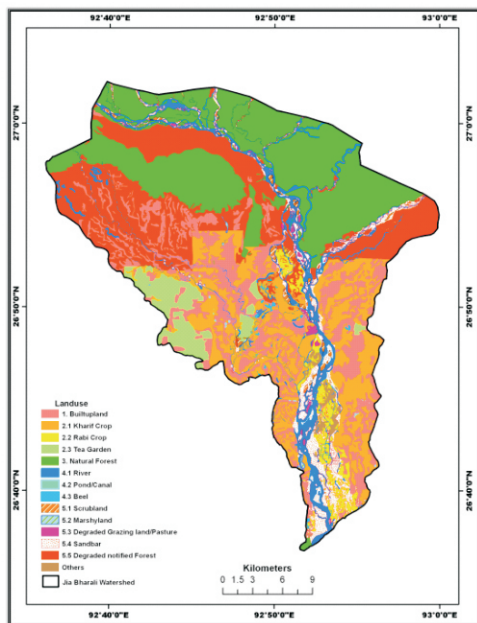 92°40'0"E 92°50'0"E 93°0'0"E
27°0'0"N 27°0'0"N
26°50'0"N 26°50'0"N
26°40'0"N 26°40'0"N
Landuse
1. Builtupland
2.1 Kharif Crop
2.2 Rabi Crop
2.3 Tea Garden
3. Natural Forest
4.1 River
4.2 Pond/Canal
4.3 Beel
5.1 Scrubland
5.2 Marshyland
5.3 Degraded Grazing land/Pasture
5.4 Sandbar
5.5 Degraded notified Forest
Others
Jia Bharali Watershed
Kilometers
0 1.5 3 6 9
92°40'0"E 92°50'0"E 93°0'0"E